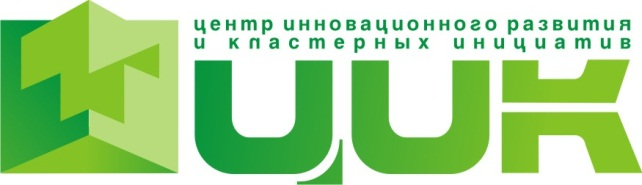 центр инновационного развития
и кластерных инициатив
ЦИК